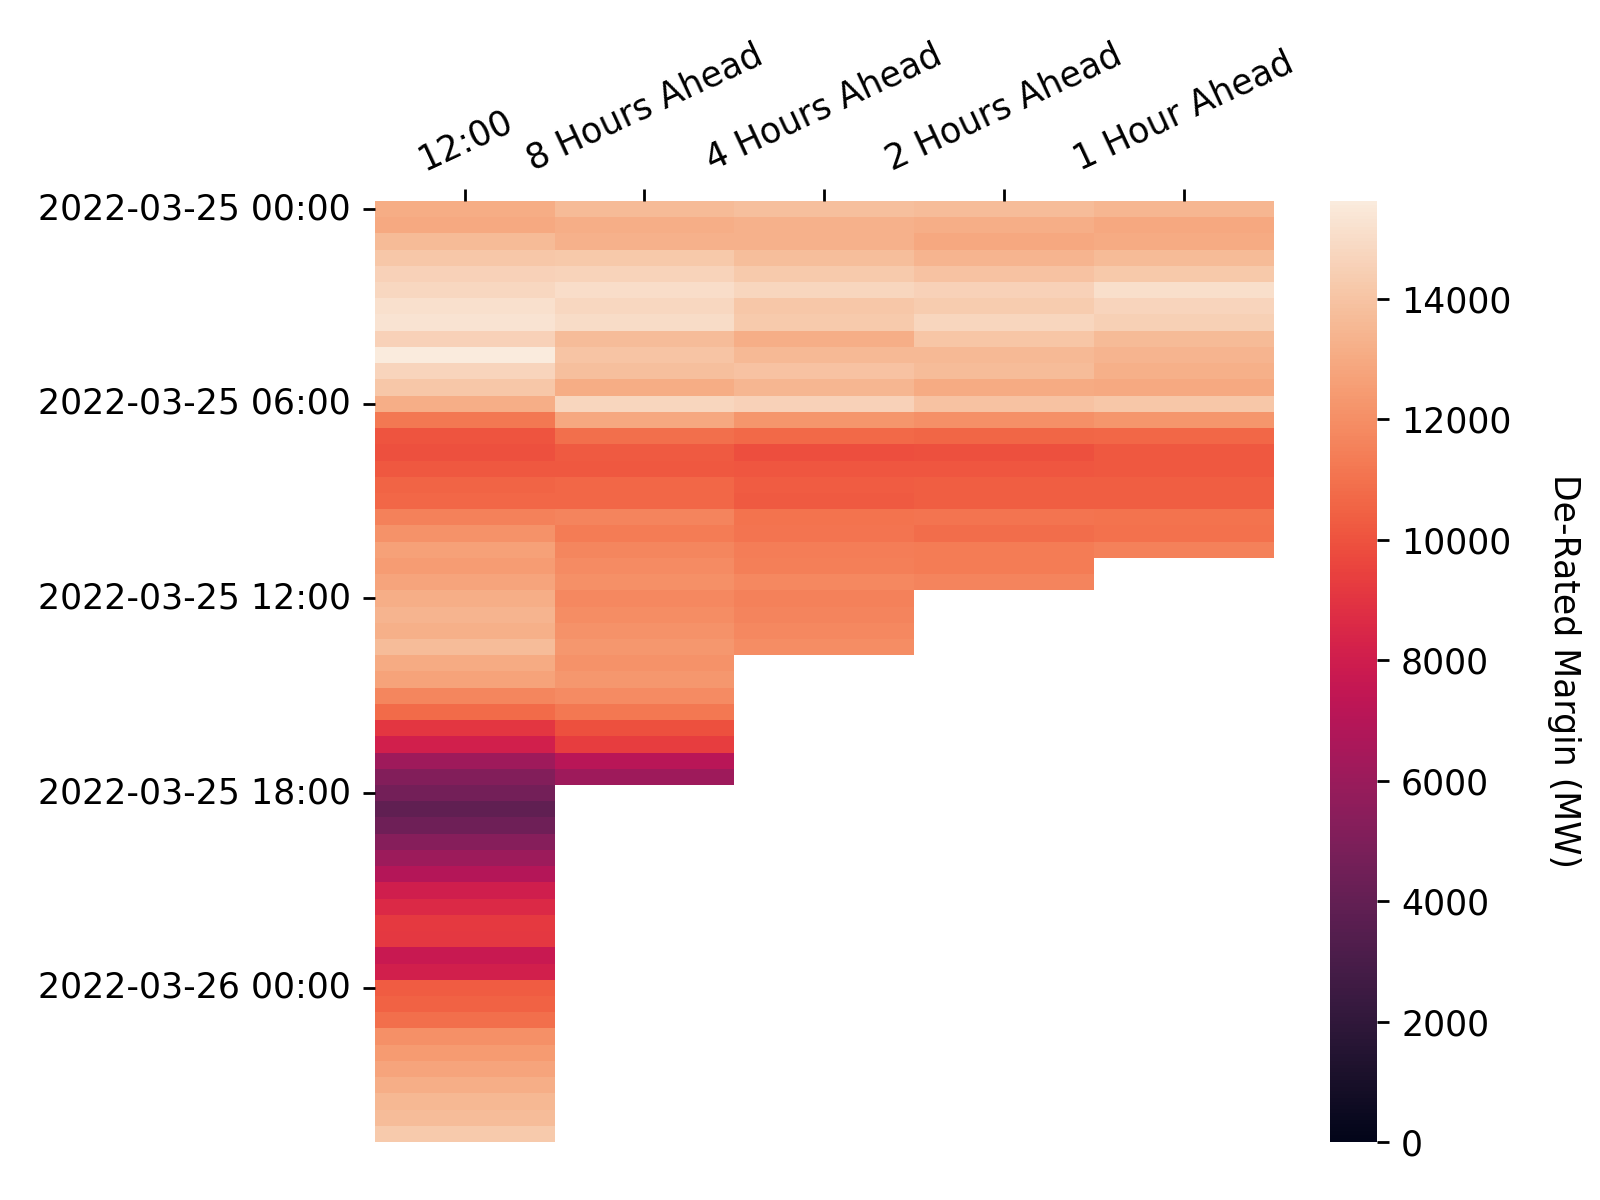 12:00
8 Hours Ahead
4 Hours Ahead
2 Hours Ahead
1 Hour Ahead
2022-03-25 00:00
2022-03-25 06:00
2022-03-25 12:00
2022-03-25 18:00
2022-03-26 00:00
14000
12000
10000
8000
6000
4000
2000
0
De-Rated Margin (MW)